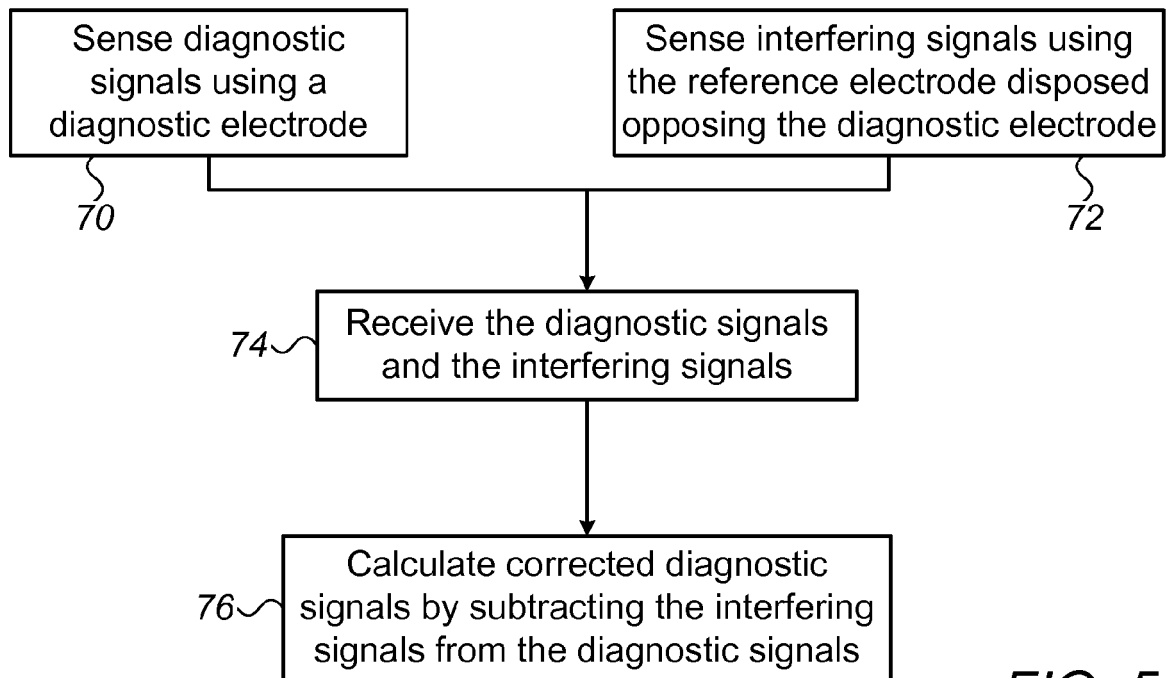 Sense diagnostic
signals using a
diagnostic electrode
70
Sense interfering signals using
the reference electrode disposed
opposing the diagnostic electrode
72
74
Receive the diagnostic signals
and the interfering signals
76
Calculate corrected diagnostic
signals by subtracting the interfering
signals from the diagnostic signals
FIG. 5